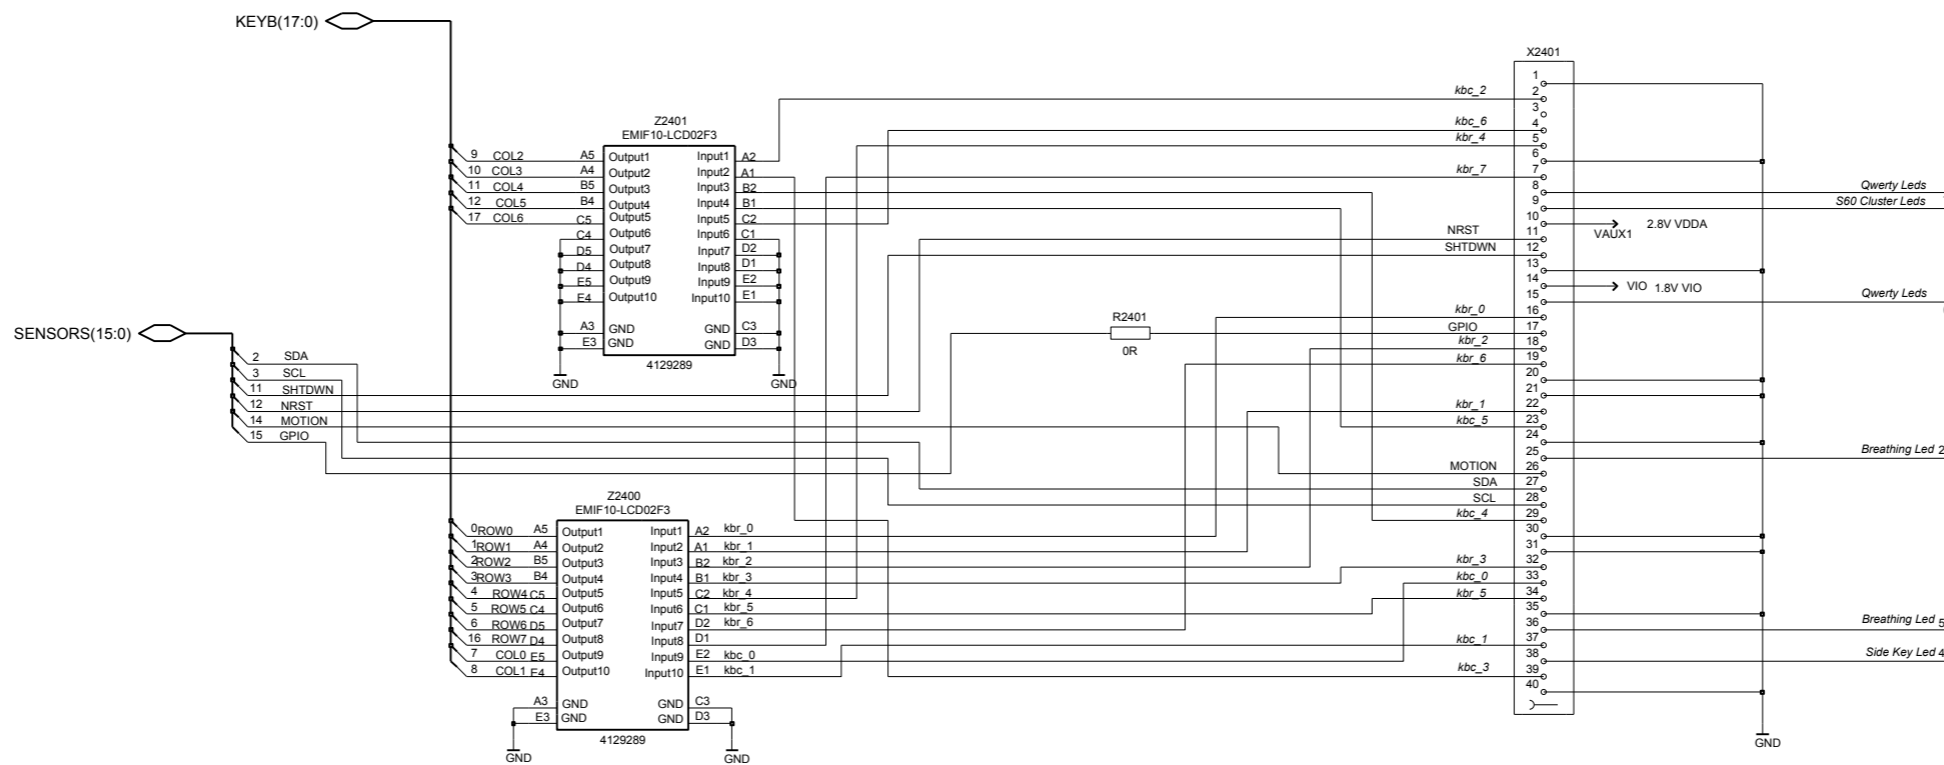 KEYB(17:0)
SENSORS(15:0)
2 SDA
3 SCL
11 SHTDWN
12 NRST
14 MOTION
15 GPIO
Z2401
EMIF10-LCD02F3
9 COL2 A5 Output1 Input1 A2
10 COL3 A4 Output2 Input2 A1
11 COL4 B5 Output3 Input3 B2
12 COL5 B4 Output4 Input4 B1
17 COL6 C5 Output5 Input5 C2
C4 Output6 Input6 C1
D5 Output7 Input7 D2
D4 Output8 Input8 D1
E5 Output9 Input9 E2
E4 Output10 Input10 E1
A3 GND GND C3
E3 GND GND D3
4129289
GND GND
Z2400
EMIF10-LCD02F3
0 ROW0 A5 Output1 Input1 A2 kbr_0
1 ROW1 A4 Output2 Input2 A1 kbr_1
2 ROW2 B5 Output3 Input3 B2 kbr_2
3 ROW3 B4 Output4 Input4 B1 kbr_3
4 ROW4 C5 Output5 Input5 C2 kbr_4
5 ROW5 C4 Output6 Input6 C1 kbr_5
6 ROW6 D5 Output7 Input7 D2 kbr_6
16 ROW7 D4 Output8 Input8 D1
7 COL0 E5 Output9 Input9 E2 kbc_0
8 COL1 E4 Output10 Input10 E1 kbc_1
A3 GND GND C3
E3 GND GND D3
4129289
GND GND
R2401
0R
X2401
1
kbc_2 2
3
kbc_6 4
kbr_4 5
6
kbr_7 7
8 Qwerty Leds
9 S60 Cluster Leds
10 VAUX1 2.8V VDDA
NRST 11
SHTDWN 12
13
14 VIO 1.8V VIO
15 Qwerty Leds
kbr_0 16
GPIO 17
kbr_2 18
kbr_6 19
20
21
kbr_1 22
kbc_5 23
24
25 Breathing Led 2
MOTION 26
SDA 27
SCL 28
kbc_4 29
30
31
kbr_3 32
kbc_0 33
kbr_5 34
35
36 Breathing Led 5
kbc_1 37
38 Side Key Led 4
kbc_3 39
40
GND